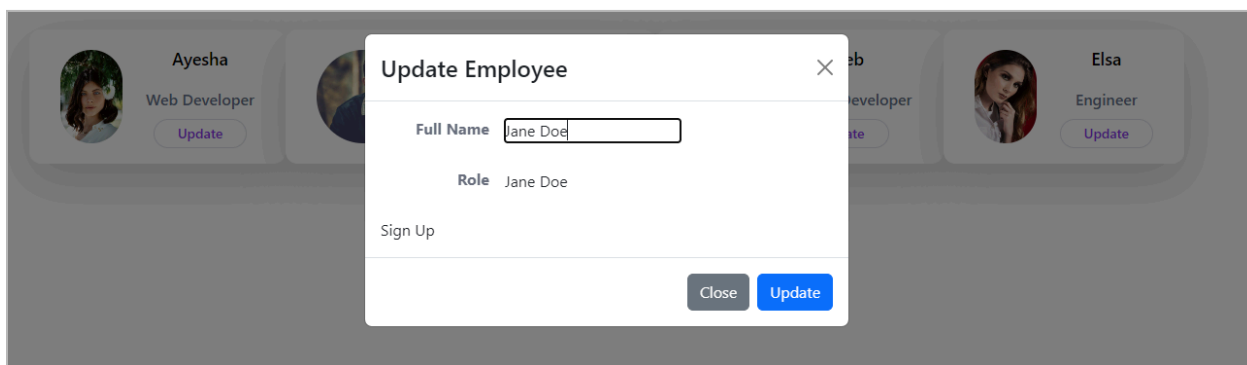 Ayesha
Web Developer
Update
Update Employee
Full Name Jane Doe
Role Jane Doe
Sign Up
Close Update
Elsa
Engineer
Update